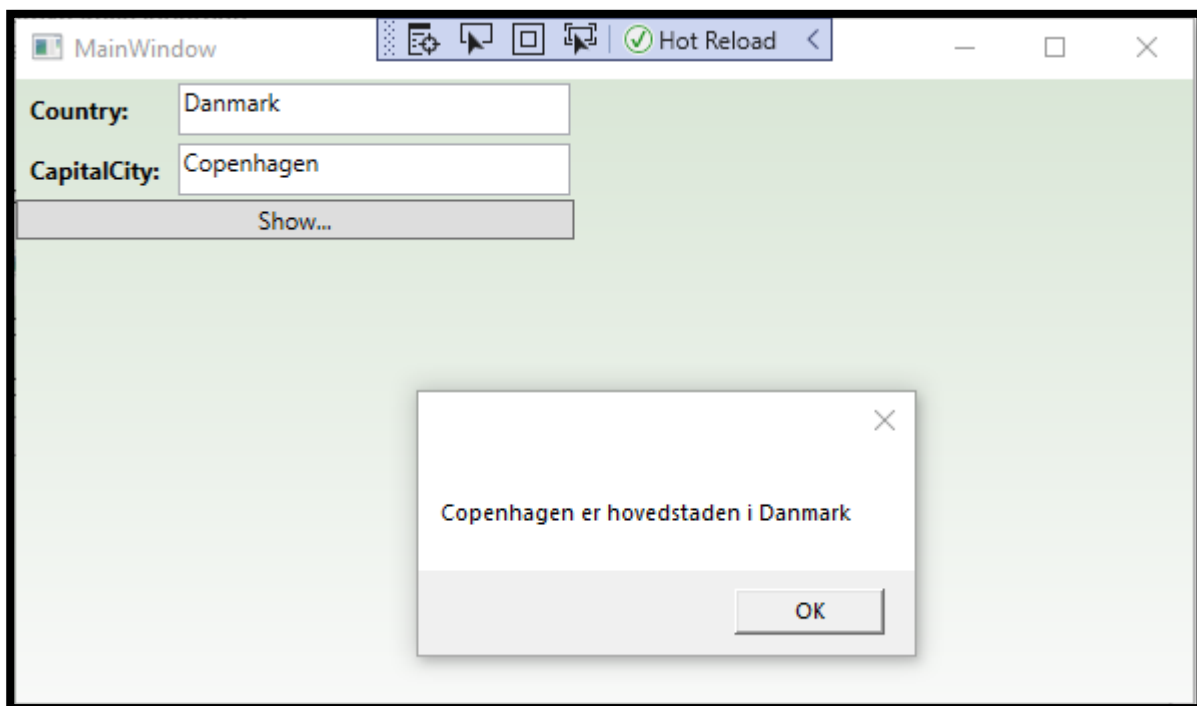 MainWindow
Hot Reload
Country: Danmark
CapitalCity: Copenhagen
Show...
Copenhagen er hovedstaden i Danmark
OK